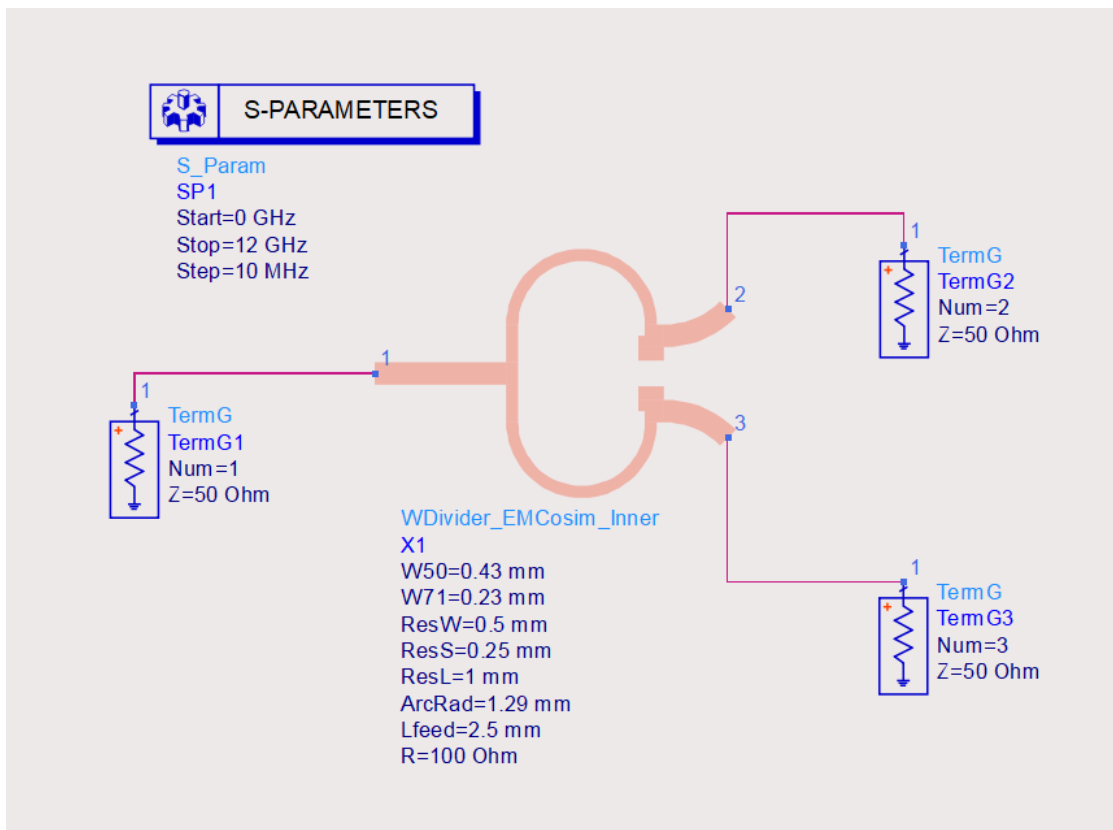 S-PARAMETERS
S_Param
SP1
Start=0 GHz
Stop=12 GHz
Step=10 MHz
1
TermG
TermG1
Num=1
Z=50 Ohm
1
2
3
WDivider_EMCosim_Inner
X1
W50=0.43 mm
W71=0.23 mm
ResW=0.5 mm
ResS=0.25 mm
ResL=1 mm
ArcRad=1.29 mm
Lfeed=2.5 mm
R=100 Ohm
1
TermG
TermG2
Num=2
Z=50 Ohm
1
TermG
TermG3
Num=3
Z=50 Ohm